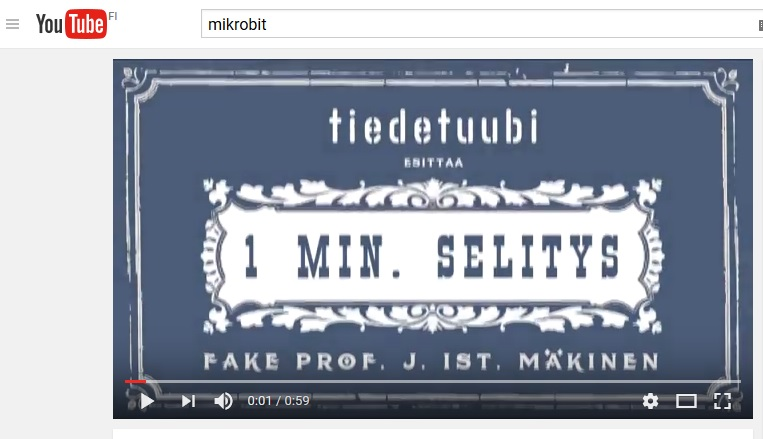 YouTube FI
mikrobit
tiedetuubi
ESITTAA
1 MIN. SELITYS
FAKE PROF. J. IST. MÄKINEN
0:01 / 0:59